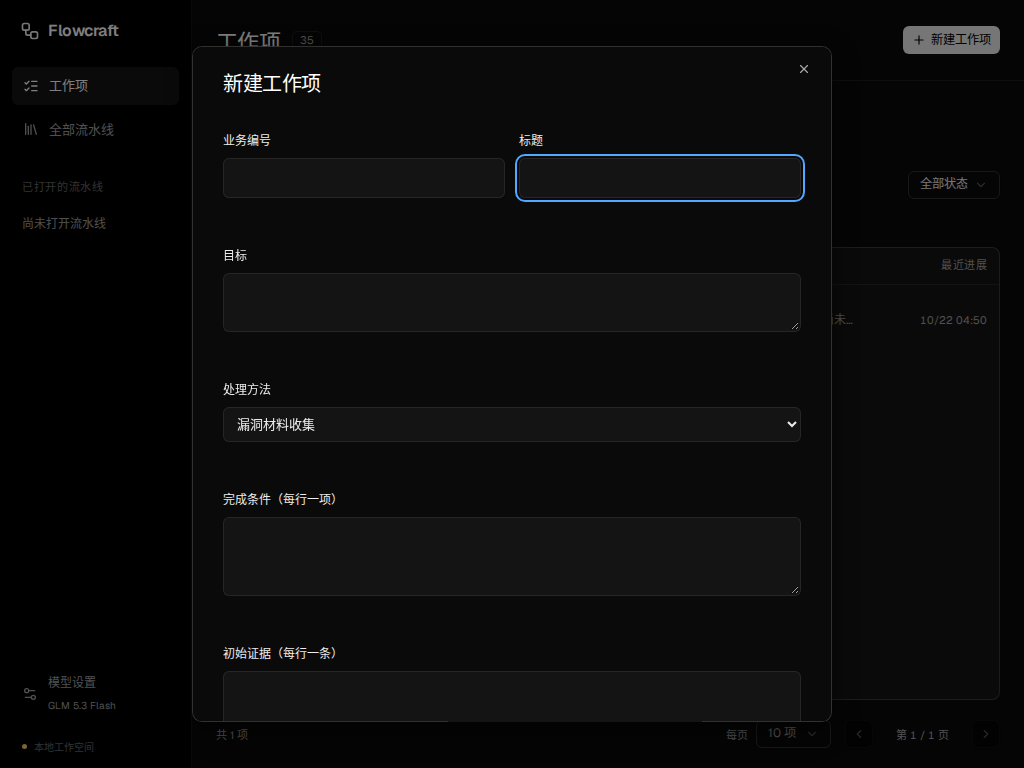 Flowcraft
工作项
全部流水线
已打开的流水线
尚未打开流水线
模型设置
GLM 5.3 Flash
本地工作空间
工作项 35
新建工作项
全部状态
最近进展
未…
10/22 04:50
新建工作项
业务编号
标题
目标
处理方法
漏洞材料收集
完成条件（每行一项）
初始证据（每行一条）
共 1 项
每页
10 项
第 1 / 1 页